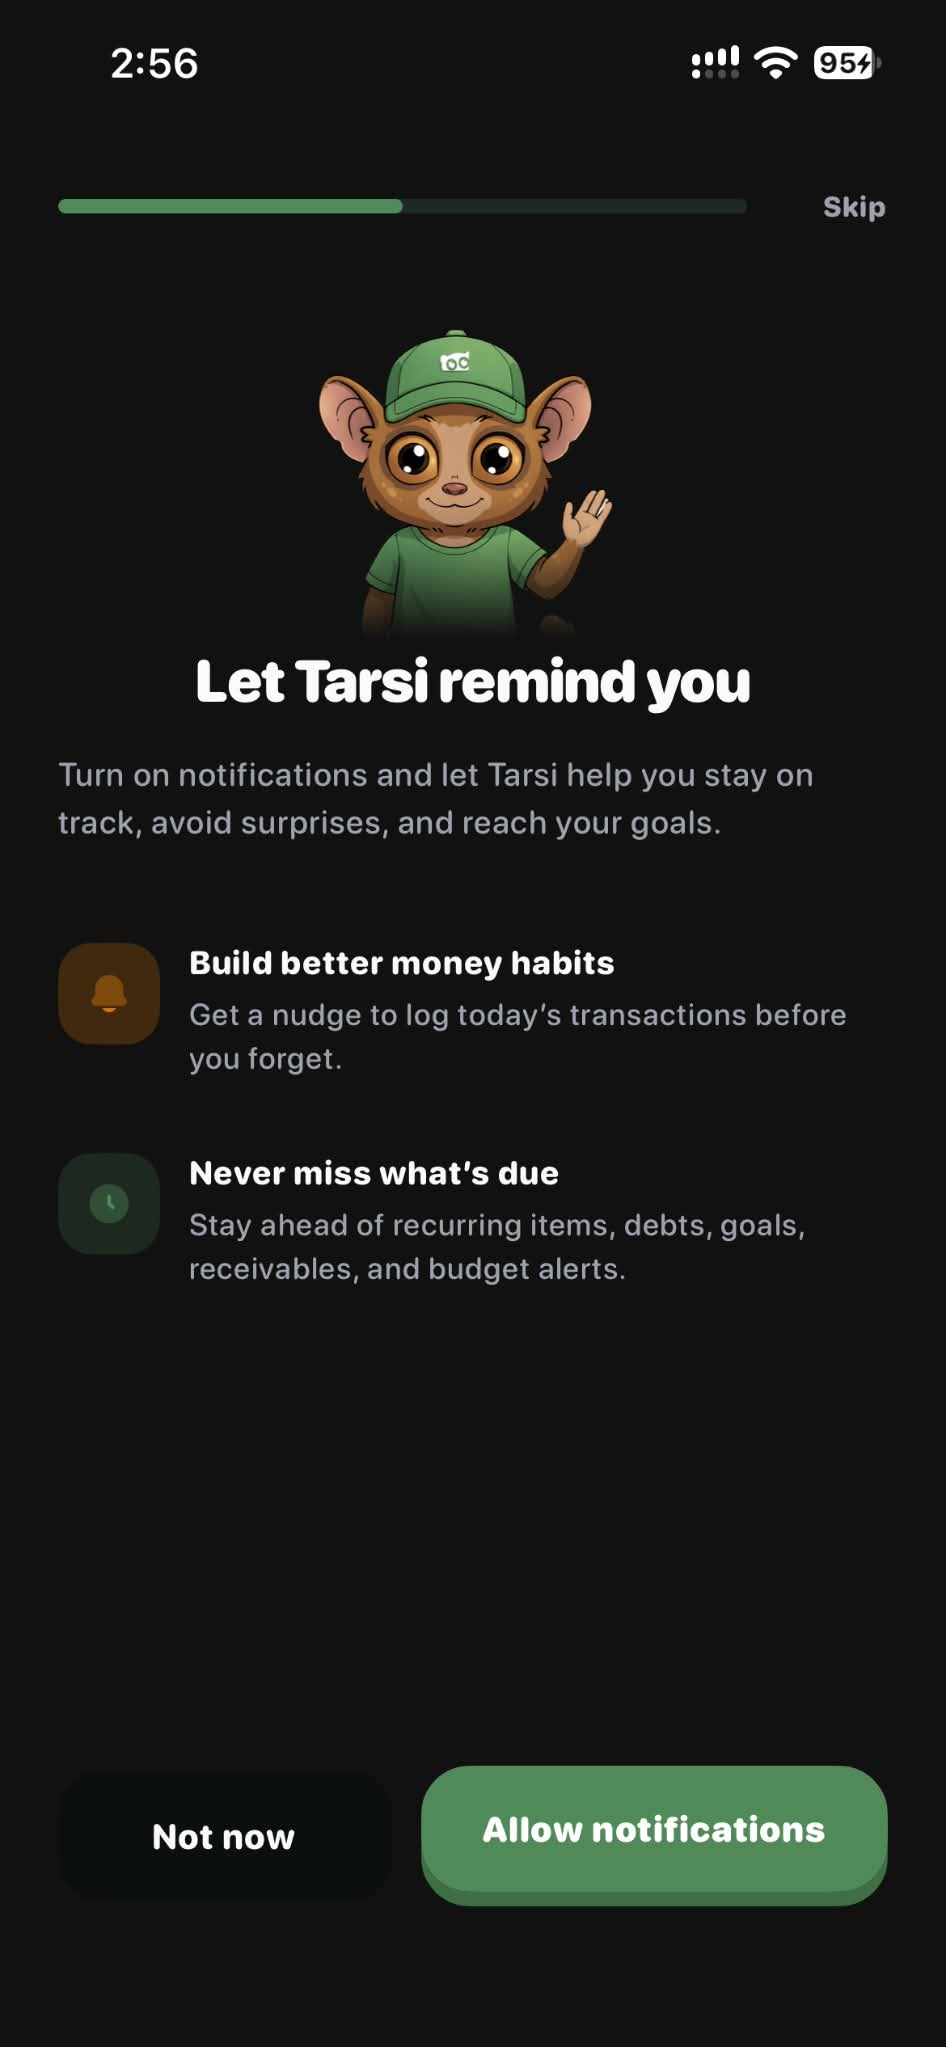 2:56
95
Skip
Let Tarsi remind you
Turn on notifications and let Tarsi help you stay on
track, avoid surprises, and reach your goals.
Build better money habits
Get a nudge to log today’s transactions before
you forget.
Never miss what’s due
Stay ahead of recurring items, debts, goals,
receivables, and budget alerts.
Not now
Allow notifications